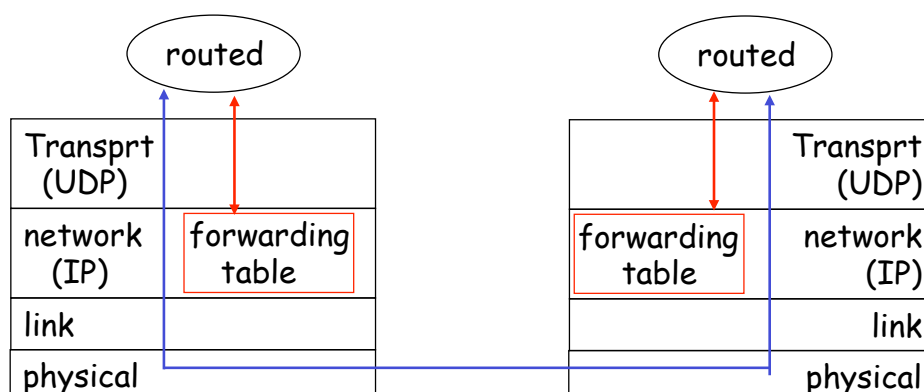 routed
routed
Transprt
(UDP)
Transprt
(UDP)
network
(IP)
forwarding
table
forwarding
table
network
(IP)
link
link
physical
physical